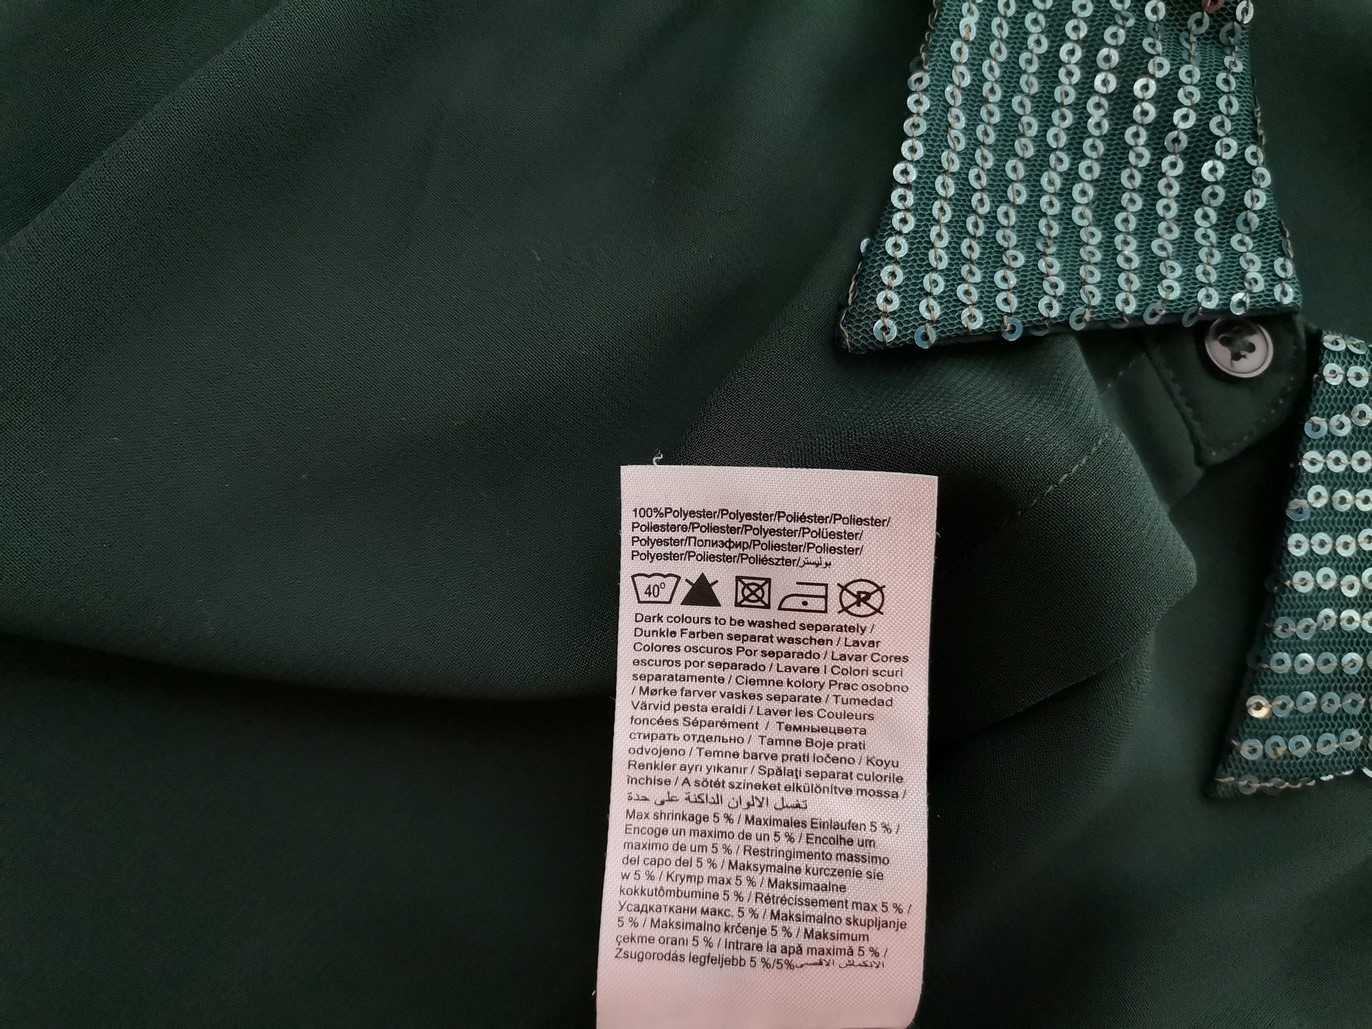 100%Polyester/Polyester/Poliéster/Poliester/
Poliestere/Poliester/Polyester/Polüester/
Polyester/Полиэфир/Poliester/Poliester/
Polyester/Poliester/Poliészter/بوليستر
40°
P
Dark colours to be washed separately /
Dunkle Farben separat waschen / Lavar
Colores oscuros Por separado / Lavar Cores
escuros por separado / Lavare I Colori scuri
separatamente / Ciemne kolory Prac osobno
/ Mørke farver vaskes separate / Tumedad
Värvid pesta eraldi / Laver les Couleurs
foncées Séparément / Темныецвета
стирать отдельно / Tamne Boje prati
odvojeno / Temne barve prati ločeno / Koyu
Renkler ayrı yıkanır / Spălaţi separat culorile
închise / A sötét szineket elkülönítve mossa /
تغسل الالوان الداكنة على حدة
Max shrinkage 5 % / Maximales Einlaufen 5 % /
Encoge un maximo de un 5 % / Encolhe um
maximo de um 5 % / Restringimento massimo
del capo del 5 % / Maksymalne kurczenie sie
w 5 % / Krymp max 5 % / Maksimaalne
kokkutõmbumine 5 % / Rétrécissement max 5 % /
Усадкаткани макс. 5 % / Maksimalno skupljanje
5 % / Maksimalno krčenje 5 % / Maksimum
çekme oranı 5 % / Intrare la apă maximă 5 % /
Zsugorodás legfeljebb 5 %/5%الانكماش الاقصى